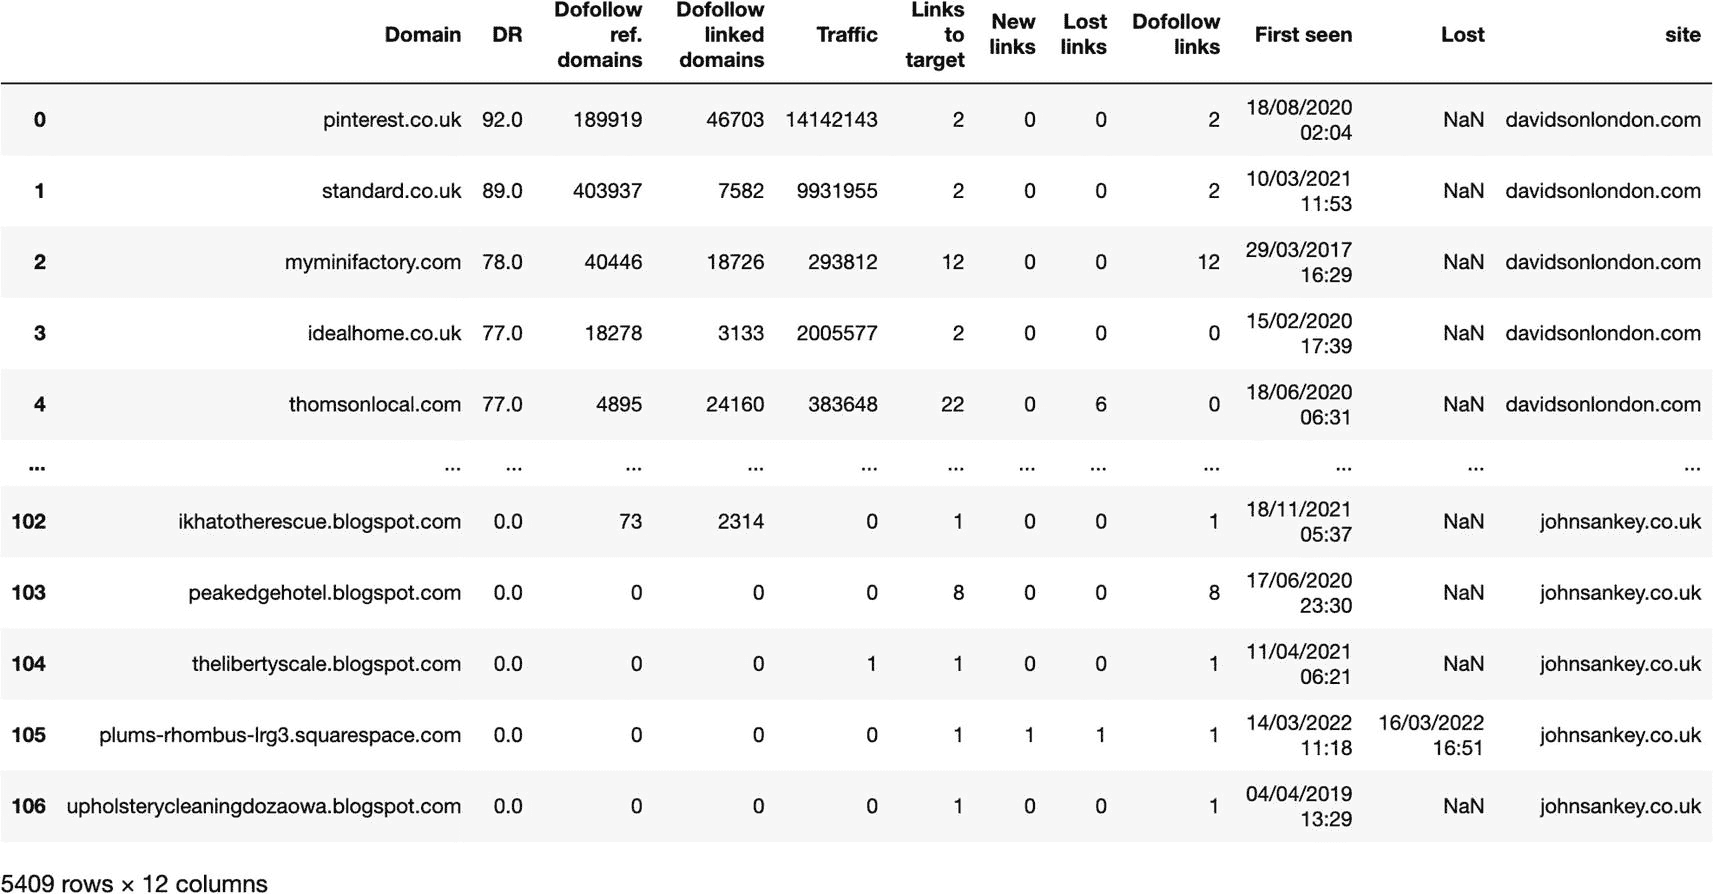 Domain DR Dofollow ref. domains Dofollow linked domains Traffic Links to target New links Lost links Dofollow links First seen Lost site
0 pinterest.co.uk 92.0 189919 46703 14142143 2 0 0 2 18/08/2020 02:04 NaN davidsonlondon.com
1 standard.co.uk 89.0 403937 7582 9931955 2 0 0 2 10/03/2021 11:53 NaN davidsonlondon.com
2 myminifactory.com 78.0 40446 18726 293812 12 0 0 12 29/03/2017 16:29 NaN davidsonlondon.com
3 idealhome.co.uk 77.0 18278 3133 2005577 2 0 0 0 15/02/2020 17:39 NaN davidsonlondon.com
4 thomsonlocal.com 77.0 4895 24160 383648 22 0 6 0 18/06/2020 06:31 NaN davidsonlondon.com
... ... ... ... ... ... ... ... ... ... ... ... ...
102 ikhatotherescue.blogspot.com 0.0 73 2314 0 1 0 0 1 18/11/2021 05:37 NaN johnsankey.co.uk
103 peakedgehotel.blogspot.com 0.0 0 0 0 8 0 0 8 17/06/2020 23:30 NaN johnsankey.co.uk
104 thelibertyscale.blogspot.com 0.0 0 0 1 1 0 0 1 11/04/2021 06:21 NaN johnsankey.co.uk
105 plums-rhombus-lrg3.squarespace.com 0.0 0 0 0 1 1 1 1 14/03/2022 11:18 16/03/2022 16:51 johnsankey.co.uk
106 upholsterycleaningdozaowa.blogspot.com 0.0 0 0 0 1 0 0 1 04/04/2019 13:29 NaN johnsankey.co.uk
5409 rows × 12 columns